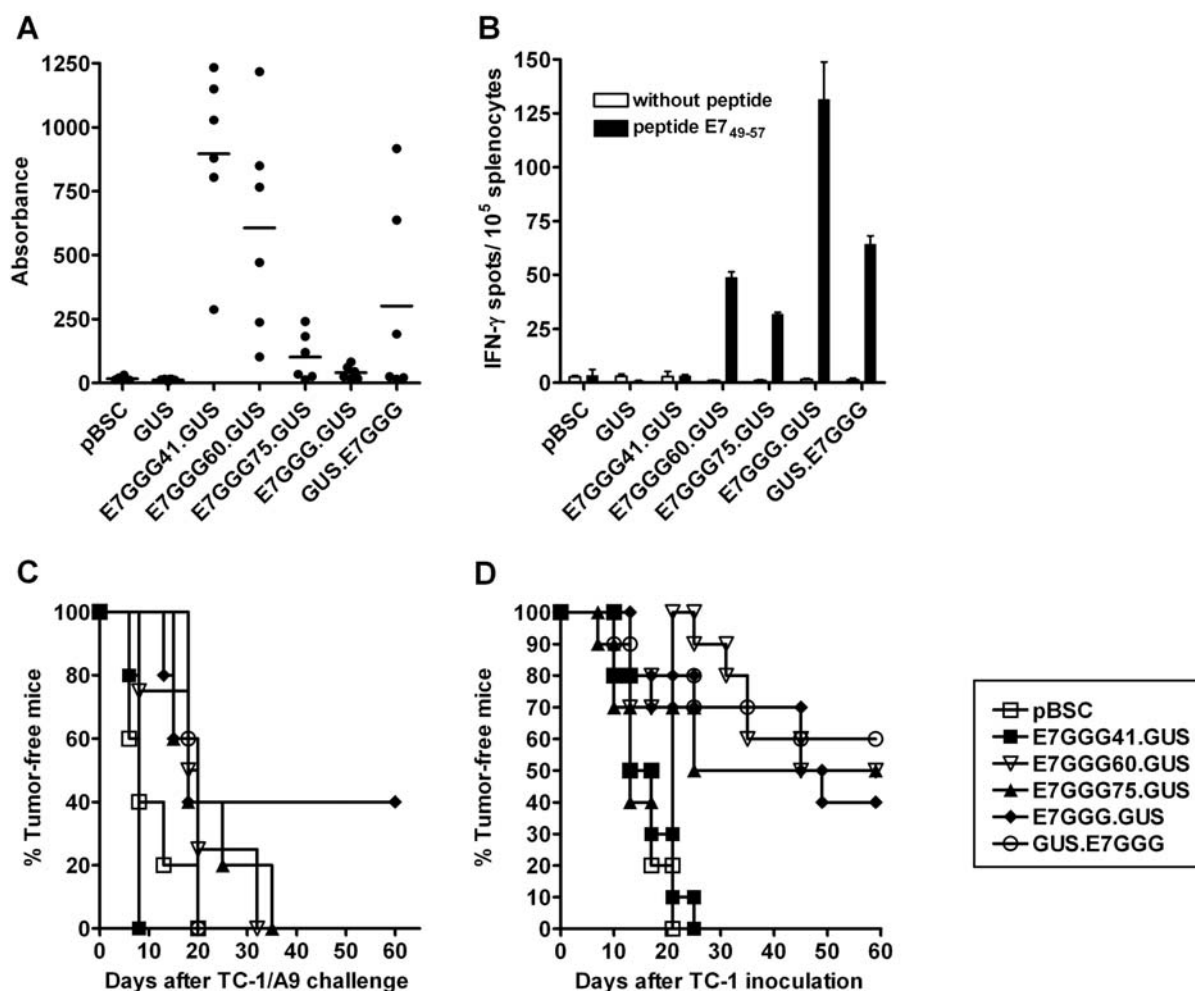 A
Absorbance
1250
1000
750
500
250
0
pBSC
GUS
E7GGG41.GUS
E7GGG60.GUS
E7GGG75.GUS
E7GGG.GUS
GUS.E7GGG
B
IFN-γ spots/ 10⁵ splenocytes
150
125
100
75
50
25
0
without peptide
peptide E7₄₉₋₅₇
pBSC
GUS
E7GGG41.GUS
E7GGG60.GUS
E7GGG75.GUS
E7GGG.GUS
GUS.E7GGG
C
% Tumor-free mice
100
80
60
40
20
0
0 10 20 30 40 50 60
Days after TC-1/A9 challenge
D
% Tumor-free mice
100
90
80
70
60
50
40
30
20
10
0
0 10 20 30 40 50 60
Days after TC-1 inoculation
pBSC
E7GGG41.GUS
E7GGG60.GUS
E7GGG75.GUS
E7GGG.GUS
GUS.E7GGG